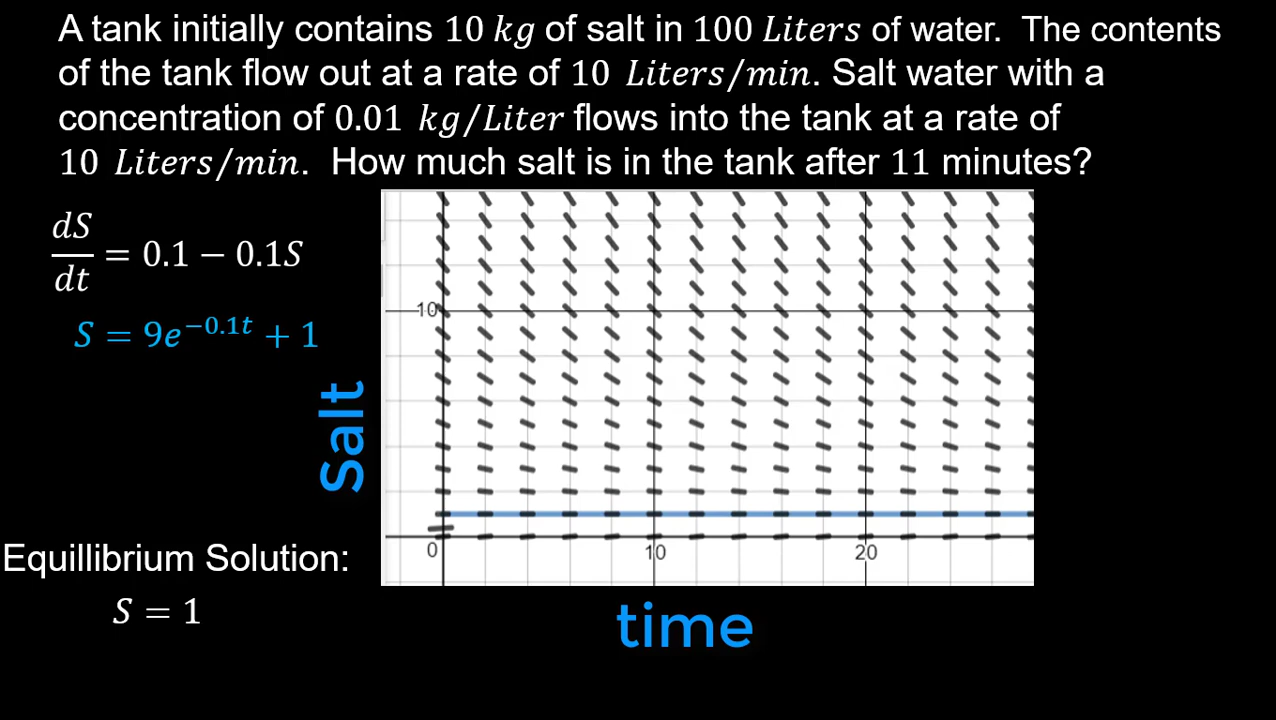 A tank initially contains 10 kg of salt in 100 Liters of water. The contents
of the tank flow out at a rate of 10 Liters/min. Salt water with a
concentration of 0.01 kg/Liter flows into the tank at a rate of
10 Liters/min. How much salt is in the tank after 11 minutes?
dS/dt = 0.1 − 0.1S
S = 9e^{−0.1t} + 1
Salt
10
0
10
20
time
Equillibrium Solution:
S = 1